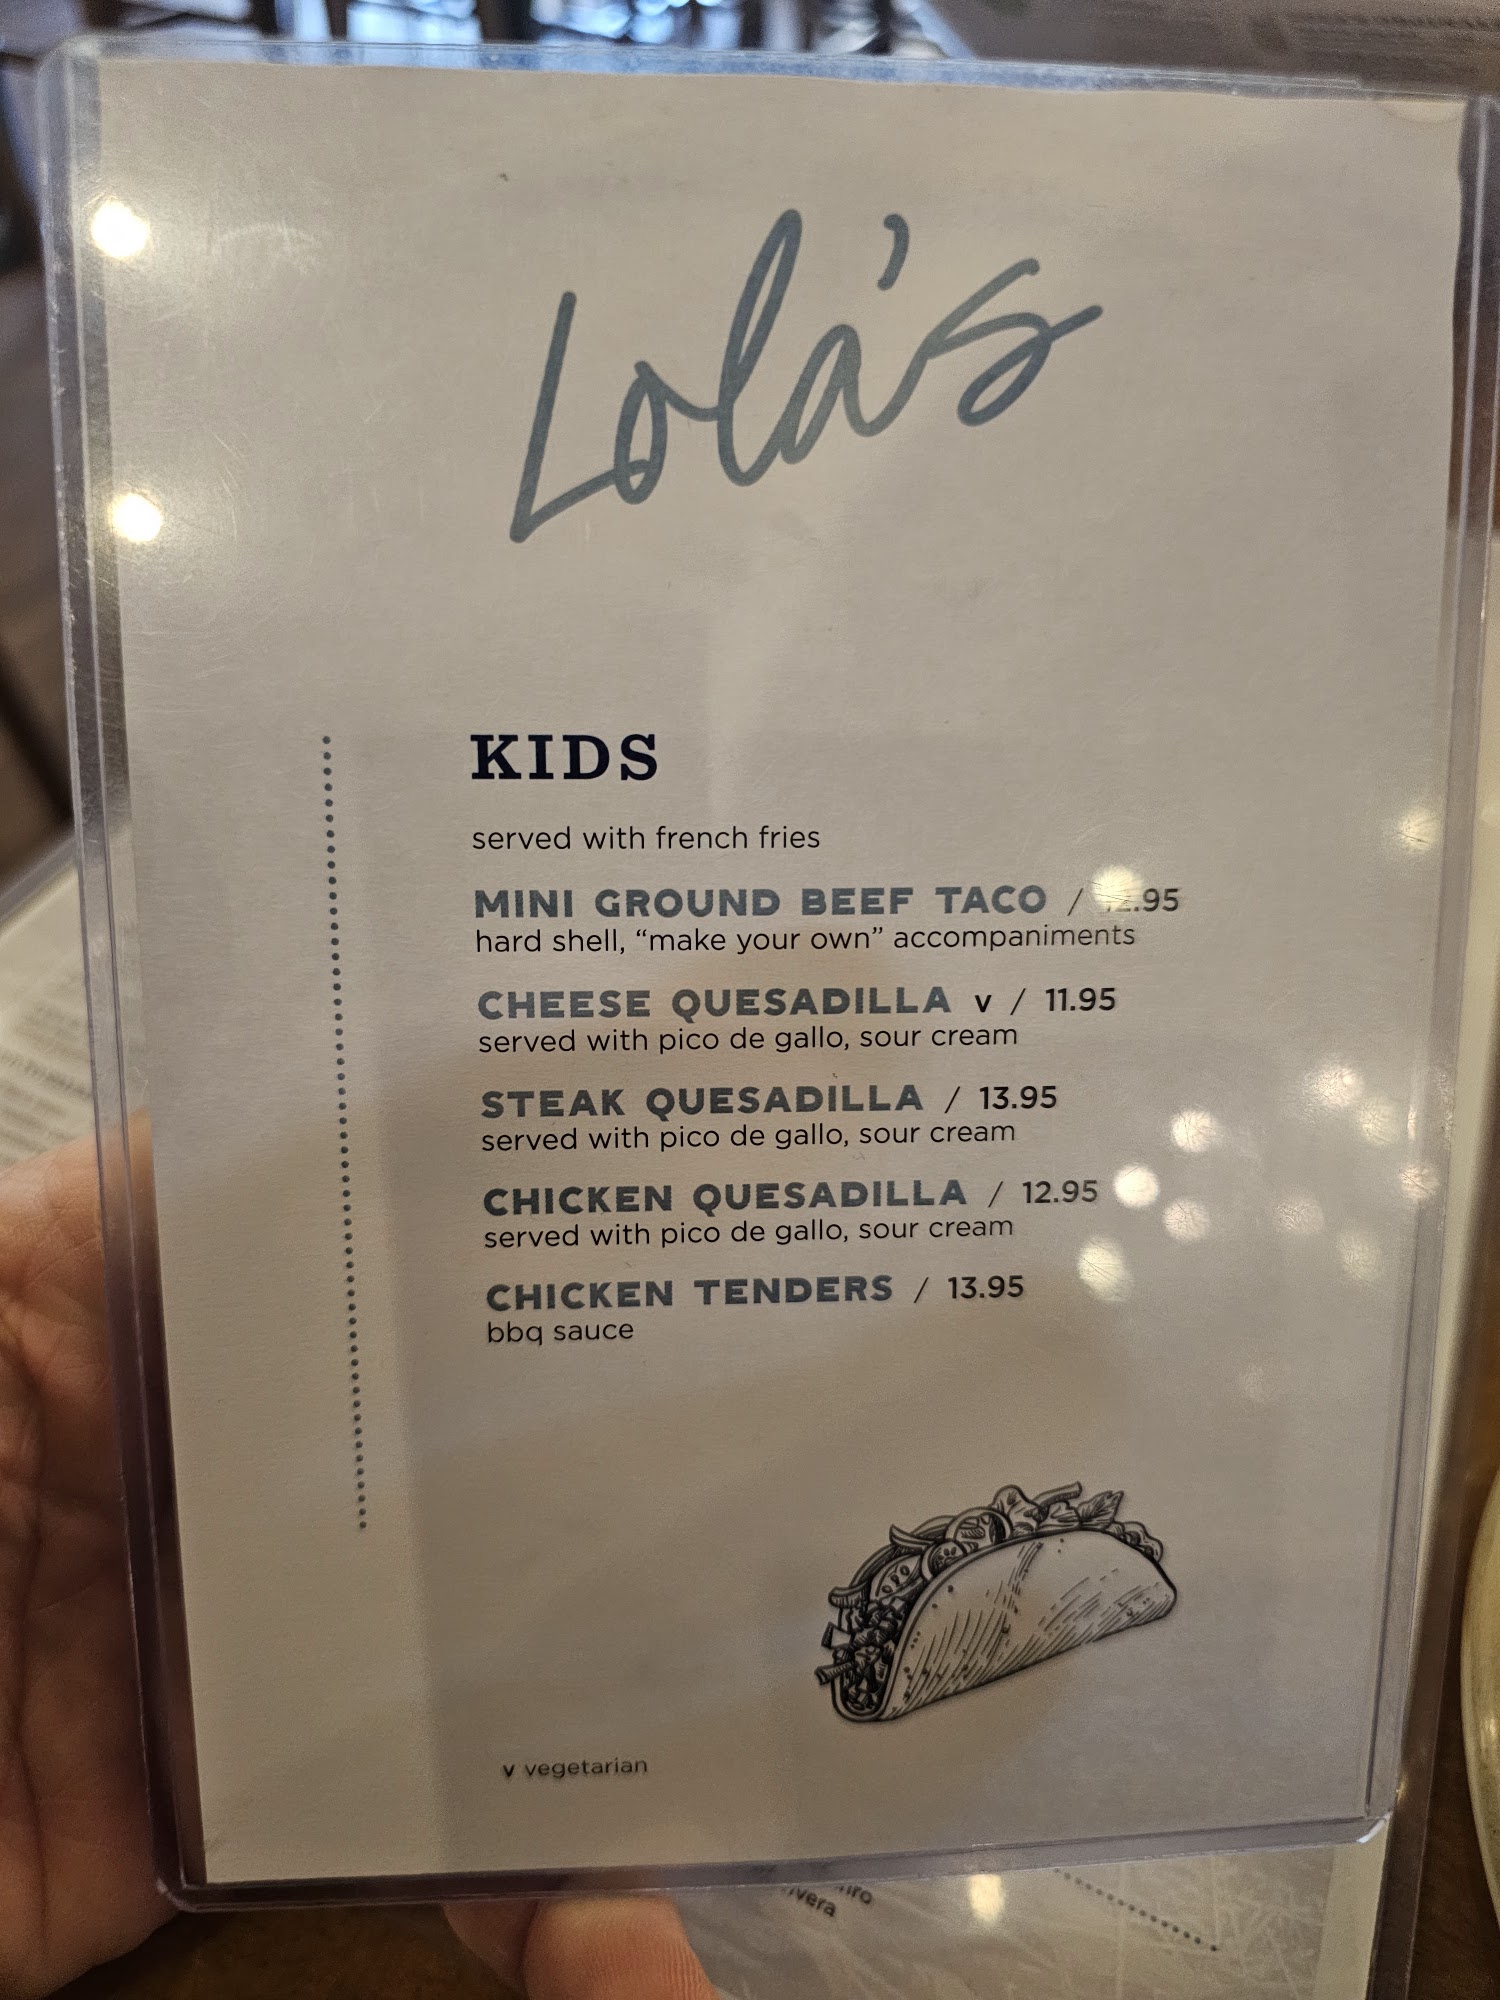 Lola's
KIDS
served with french fries
MINI GROUND BEEF TACO / 12.95
hard shell, “make your own” accompaniments
CHEESE QUESADILLA v / 11.95
served with pico de gallo, sour cream
STEAK QUESADILLA / 13.95
served with pico de gallo, sour cream
CHICKEN QUESADILLA / 12.95
served with pico de gallo, sour cream
CHICKEN TENDERS / 13.95
bbq sauce
v vegetarian